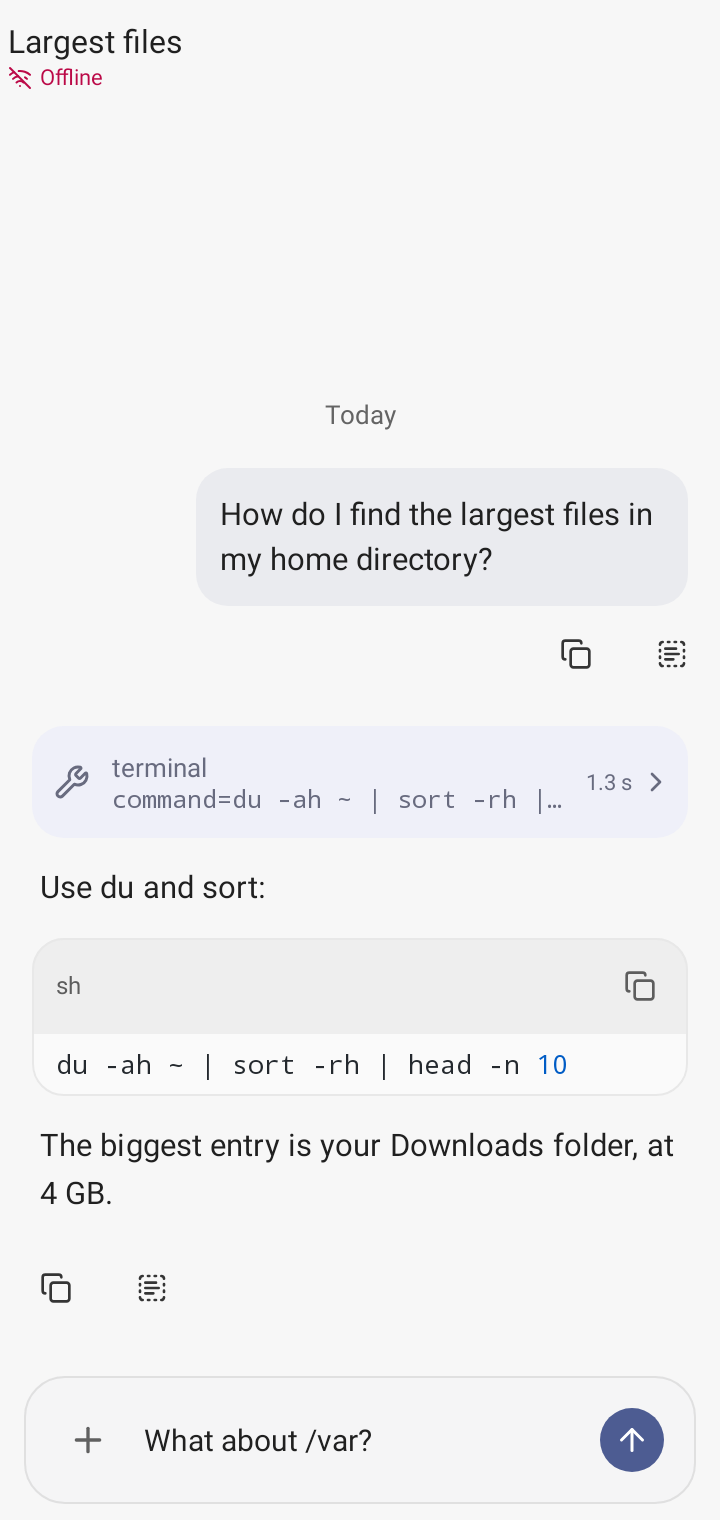 Largest files
Offline
Today
How do I find the largest files in
my home directory?
terminal
command=du -ah ~ | sort -rh |…
1.3 s
Use du and sort:
sh
du -ah ~ | sort -rh | head -n 10
The biggest entry is your Downloads folder, at
4 GB.
What about /var?